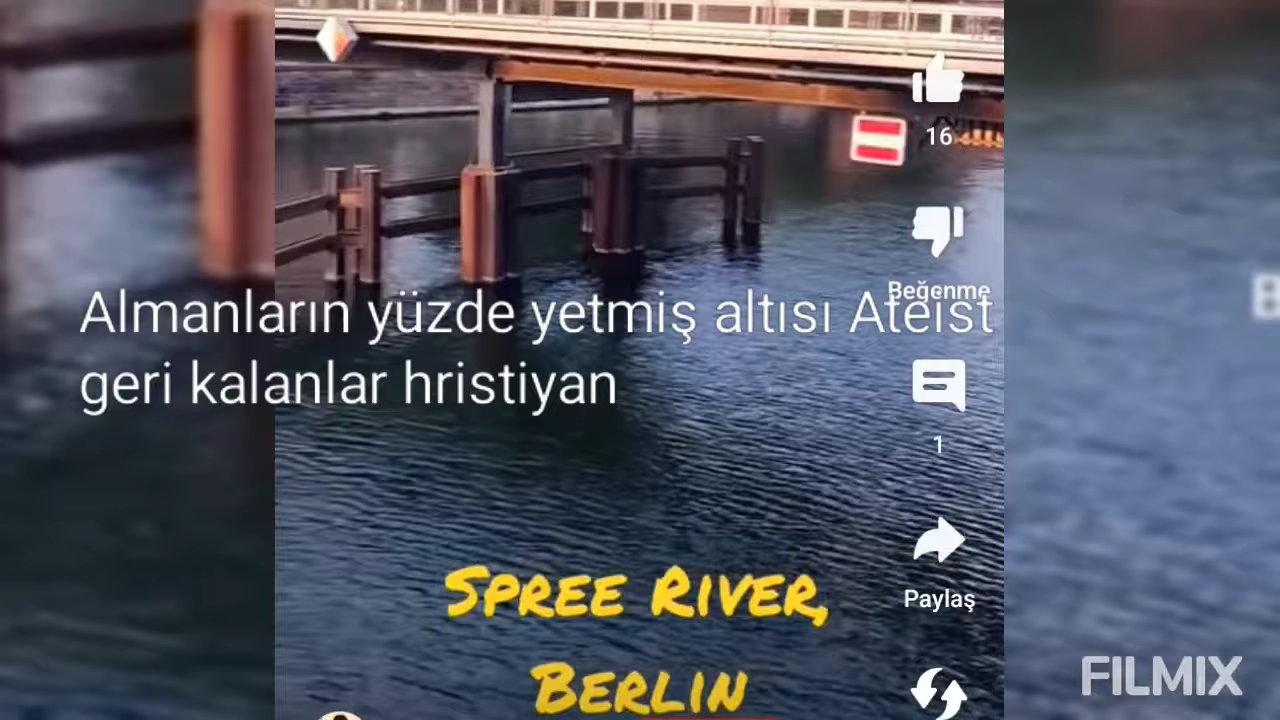 16
Beğenme
Almanların yüzde yetmiş altısı Ateist
geri kalanlar hristiyan
1
SPREE RIVER,
Paylaş
BERLIN
FILMIX